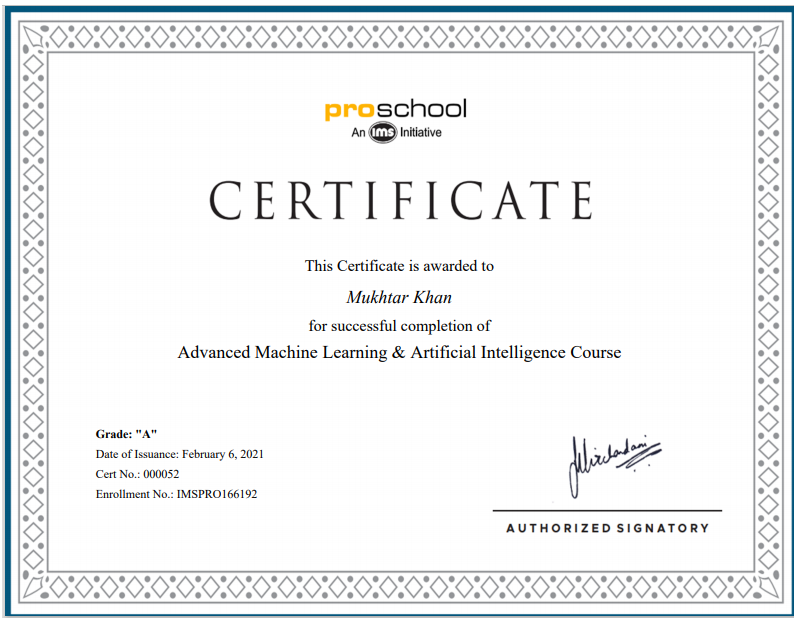 proschool
An ims Initiative
CERTIFICATE
This Certificate is awarded to
Mukhtar Khan
for successful completion of
Advanced Machine Learning & Artificial Intelligence Course
Grade: "A"
Date of Issuance: February 6, 2021
Cert No.: 000052
Enrollment No.: IMSPRO166192
AUTHORIZED SIGNATORY